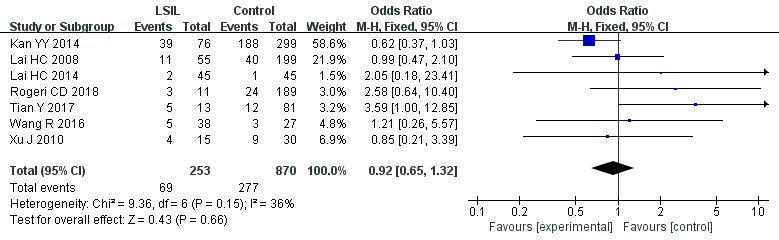 LSIL Control Odds Ratio Odds Ratio
Study or Subgroup Events Total Events Total Weight M-H, Fixed, 95% CI M-H, Fixed, 95% CI
Kan YY 2014 39 76 188 299 58.6% 0.62 [0.37, 1.03]
Lai HC 2008 11 55 40 199 21.9% 0.99 [0.47, 2.10]
Lai HC 2014 2 45 1 45 1.5% 2.05 [0.18, 23.41]
Rogeri CD 2018 3 11 24 189 3.0% 2.58 [0.64, 10.40]
Tian Y 2017 5 13 12 81 3.2% 3.59 [1.00, 12.85]
Wang R 2016 5 38 3 27 4.8% 1.21 [0.26, 5.57]
Xu J 2010 4 15 9 30 6.9% 0.85 [0.21, 3.39]
Total (95% CI) 253 870 100.0% 0.92 [0.65, 1.32]
Total events 69 277
Heterogeneity: Chi² = 9.36, df = 6 (P = 0.15); I² = 36%
Test for overall effect: Z = 0.43 (P = 0.66)
0.1 0.2 0.5 1 2 5 10
Favours [experimental] Favours [control]